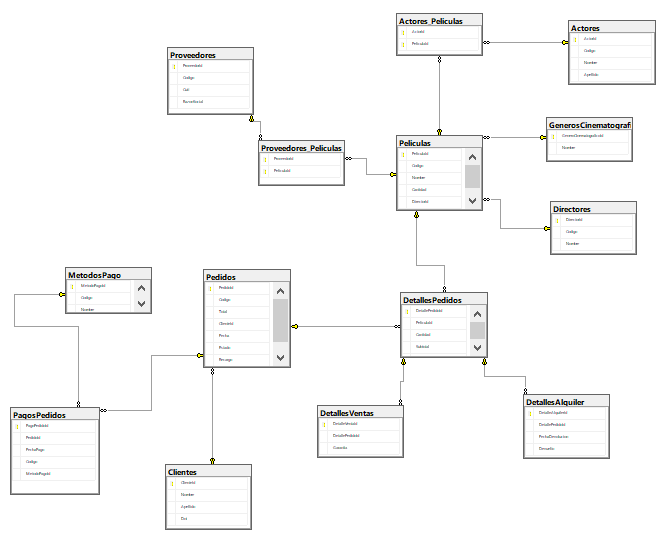 Actores_Peliculas
ActorId
PeliculaId
Actores
ActorId
Codigo
Nombre
Apellido
Proveedores
ProveedorId
Codigo
Cuit
RazonSocial
GenerosCinematografi
GeneroCinematograficoId
Nombre
Peliculas
PeliculaId
Codigo
Nombre
Cantidad
DirectorId
Proveedores_Peliculas
ProveedorId
PeliculaId
Directores
DirectorId
Codigo
Nombre
MetodosPago
MetodoPagoId
Codigo
Nombre
Pedidos
PedidoId
Codigo
Total
ClienteId
Fecha
Estado
Recargo
DetallesPedidos
DetallePedidoId
PeliculaId
Cantidad
Subtotal
PagosPedidos
PagoPedidoId
PedidoId
FechaPago
Codigo
MetodoPagoId
DetallesVentas
DetalleVentaId
DetallePedidoId
Garantia
DetallesAlquiler
DetalleAlquilerId
DetallePedidoId
FechaDevolucion
Clientes
ClienteId
Nombre
Apellido
Dni